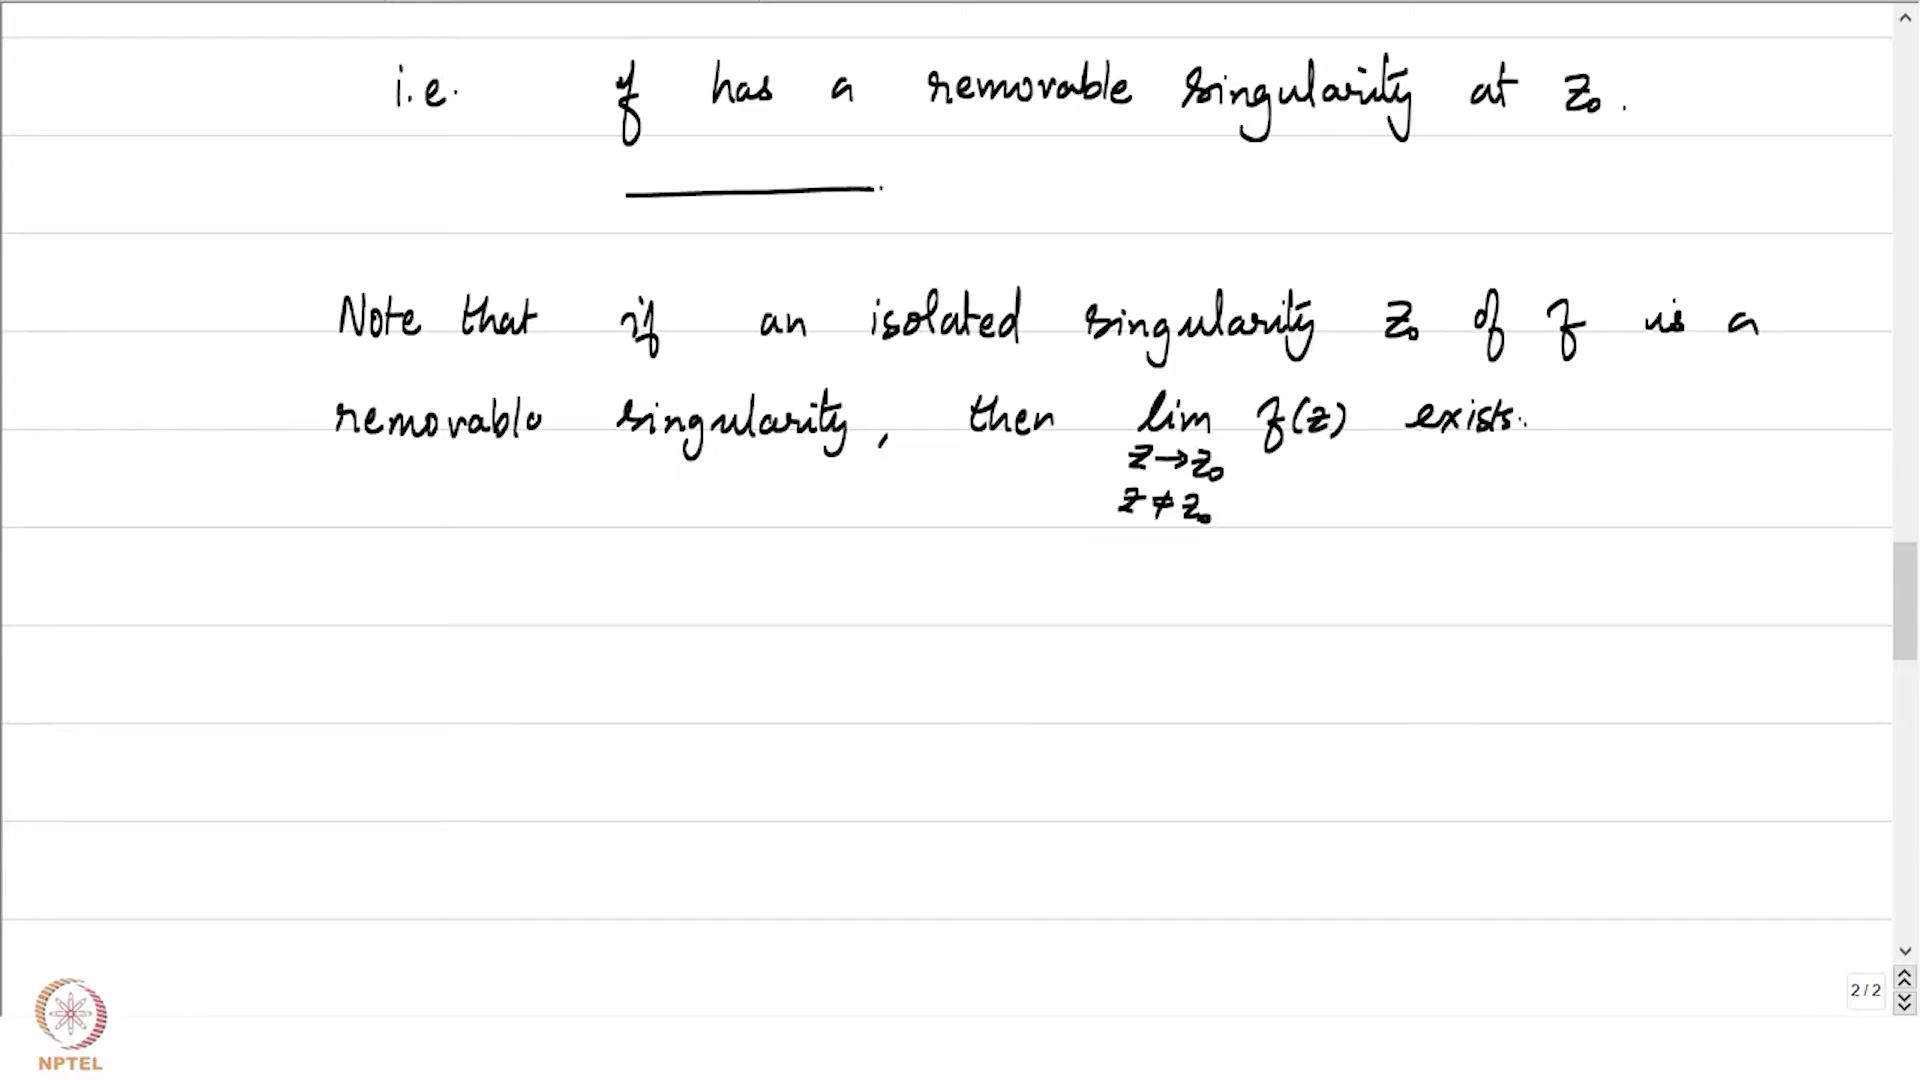 i.e. f has a removable singularity at z₀.
Note that if an isolated singularity z₀ of f is a
removable singularity, then lim f(z) exists.
z→z₀
z≠z₀
2 / 2
NPTEL